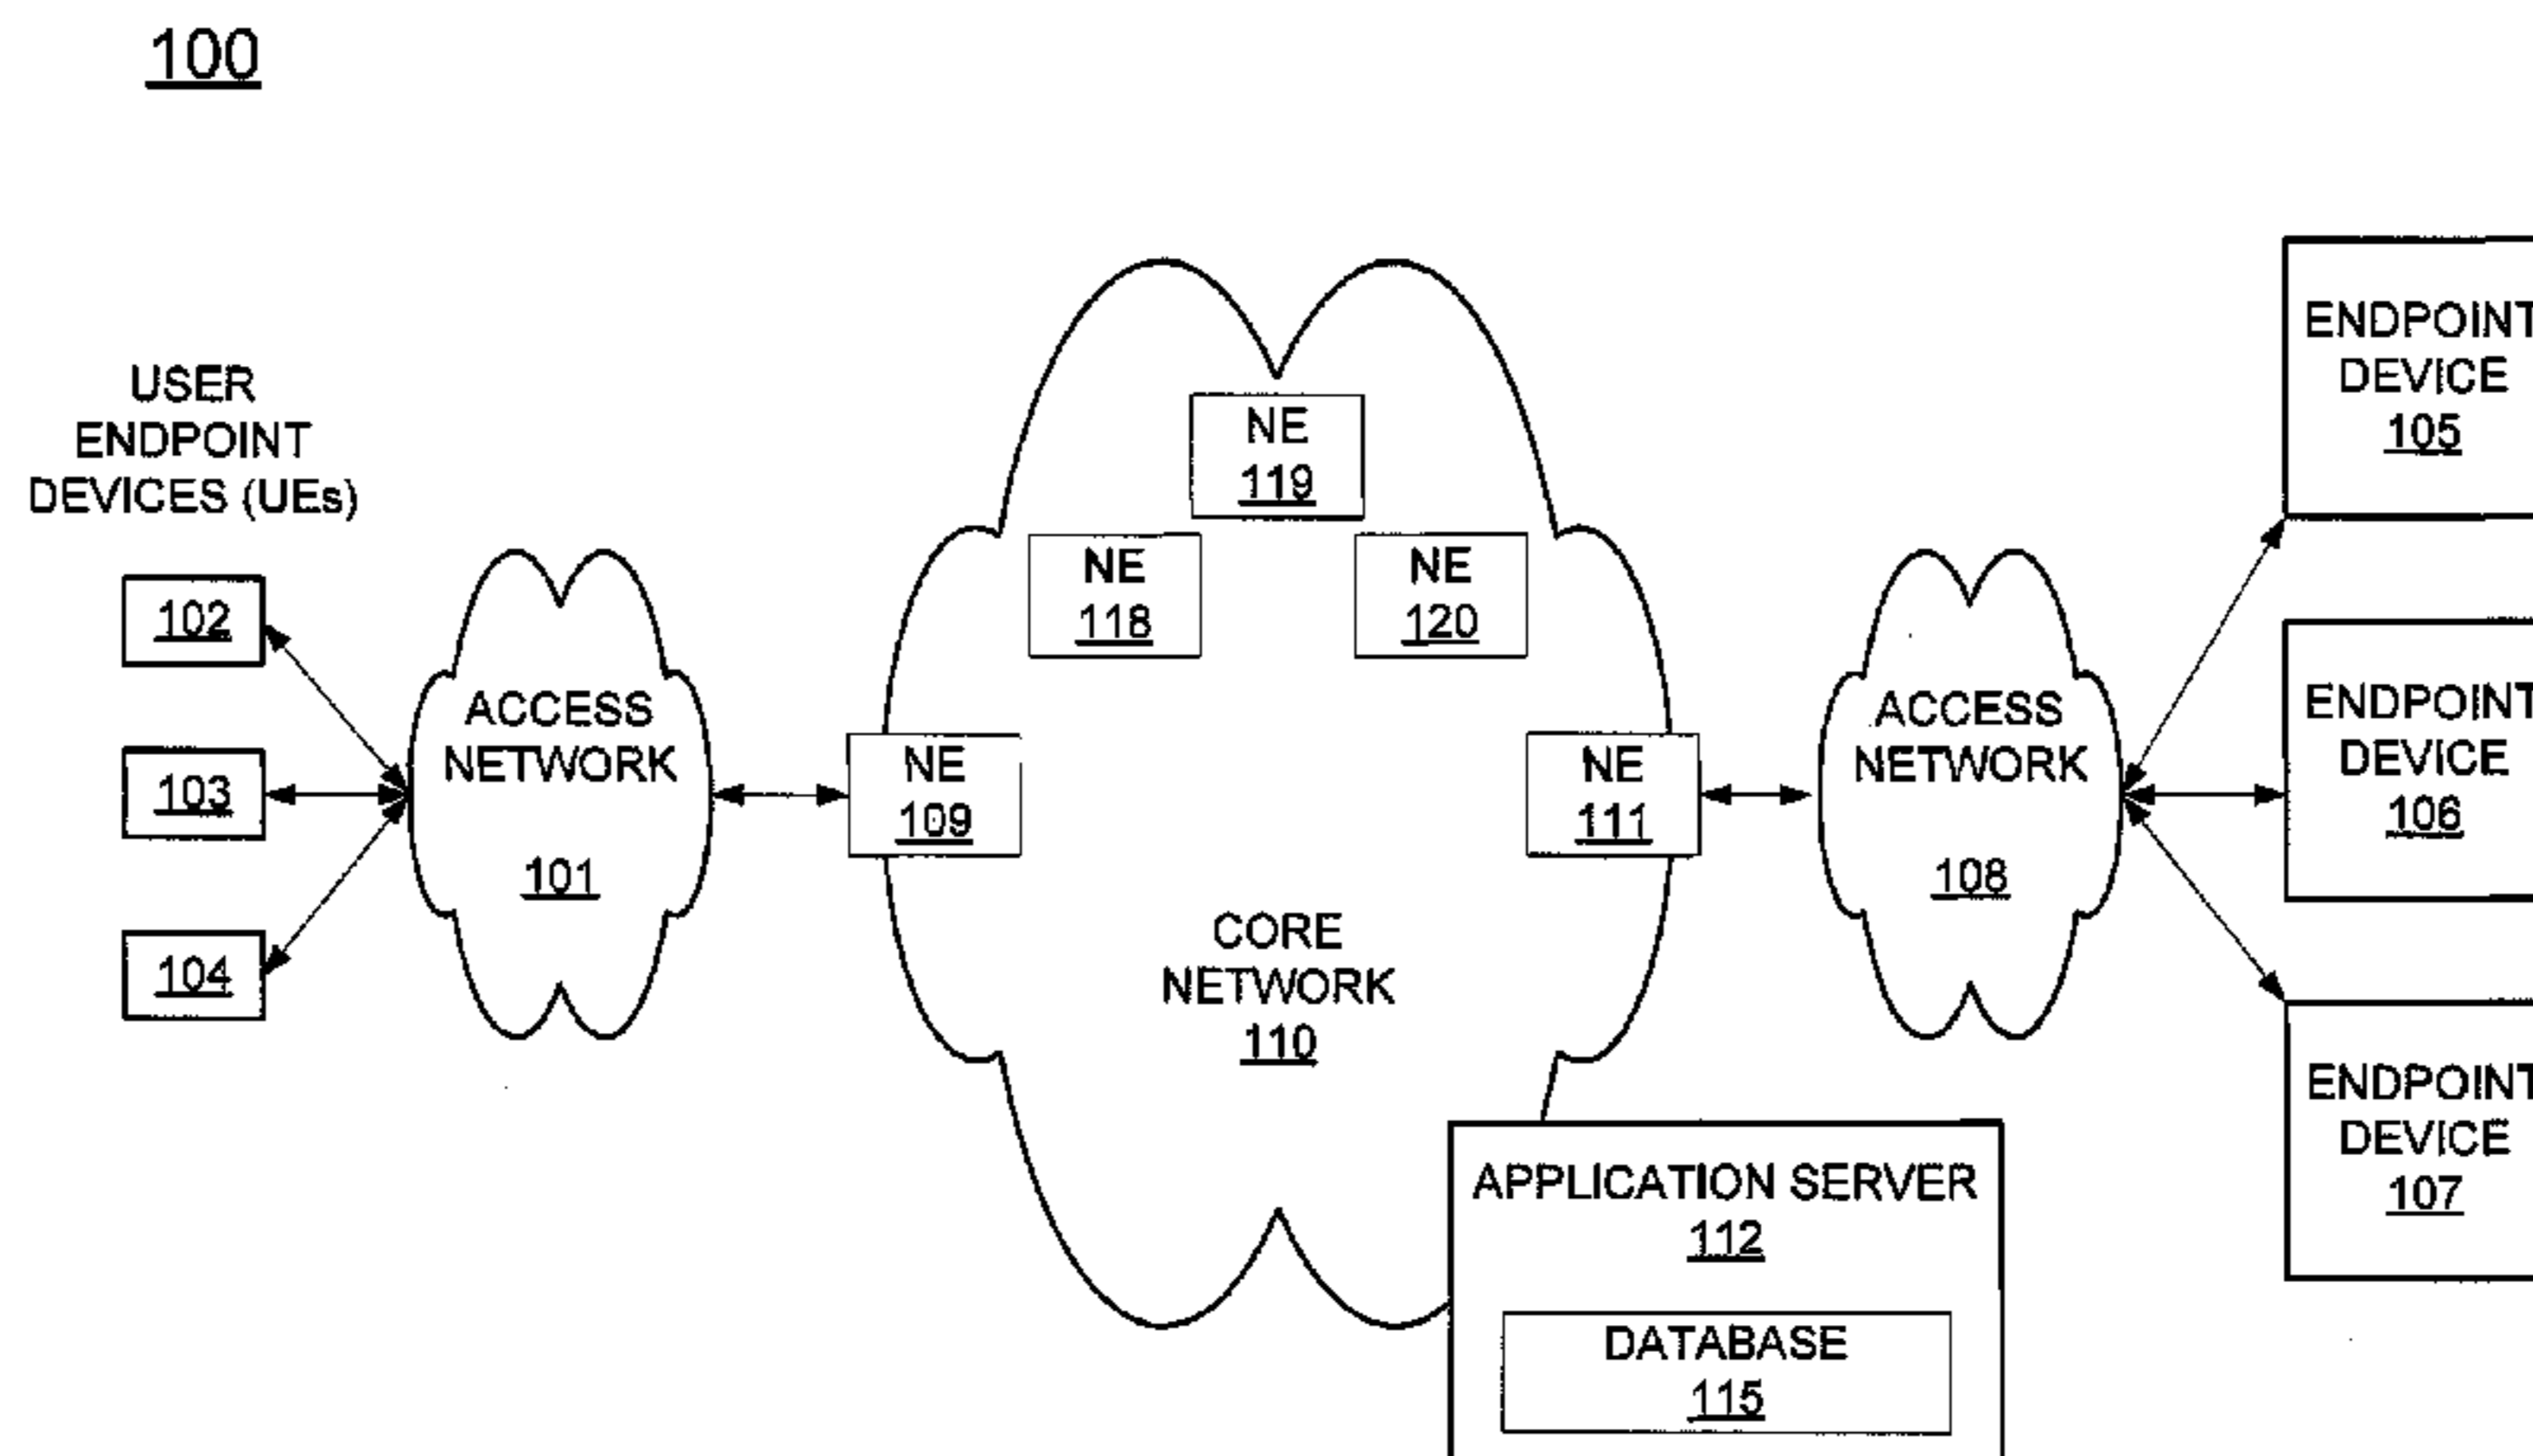 100
USER
ENDPOINT
DEVICES (UEs)
102
103
104
ACCESS
NETWORK
101
NE
119
NE
118
NE
120
NE
109
NE
111
CORE
NETWORK
110
ACCESS
NETWORK
108
ENDPOINT
DEVICE
105
ENDPOINT
DEVICE
106
ENDPOINT
DEVICE
107
APPLICATION SERVER
112
DATABASE
115